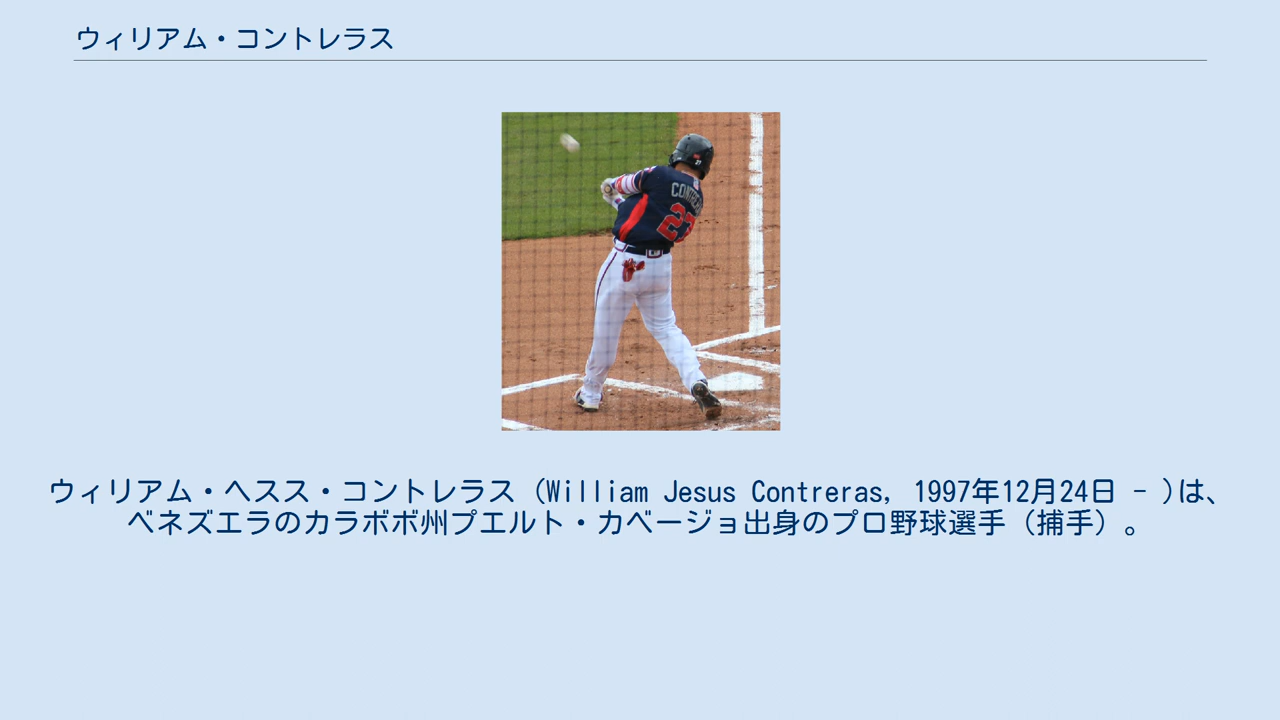 ウィリアム・コントレラス
CONTRER
27
ウィリアム・ヘスス・コントレラス（William Jesus Contreras, 1997年12月24日 - )は、
ベネズエラのカラボボ州プエルト・カベージョ出身のプロ野球選手（捕手）。